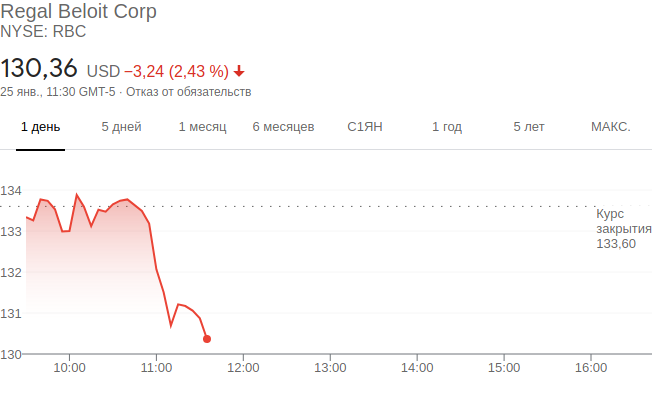 Regal Beloit Corp
NYSE: RBC
130,36 USD −3,24 (2,43 %)
25 янв., 11:30 GMT-5 · Отказ от обязательств
1 день 5 дней 1 месяц 6 месяцев С1ЯН 1 год 5 лет МАКС.
134
Курс
закрытия
133,60
133
132
131
130
10:00 11:00 12:00 13:00 14:00 15:00 16:00